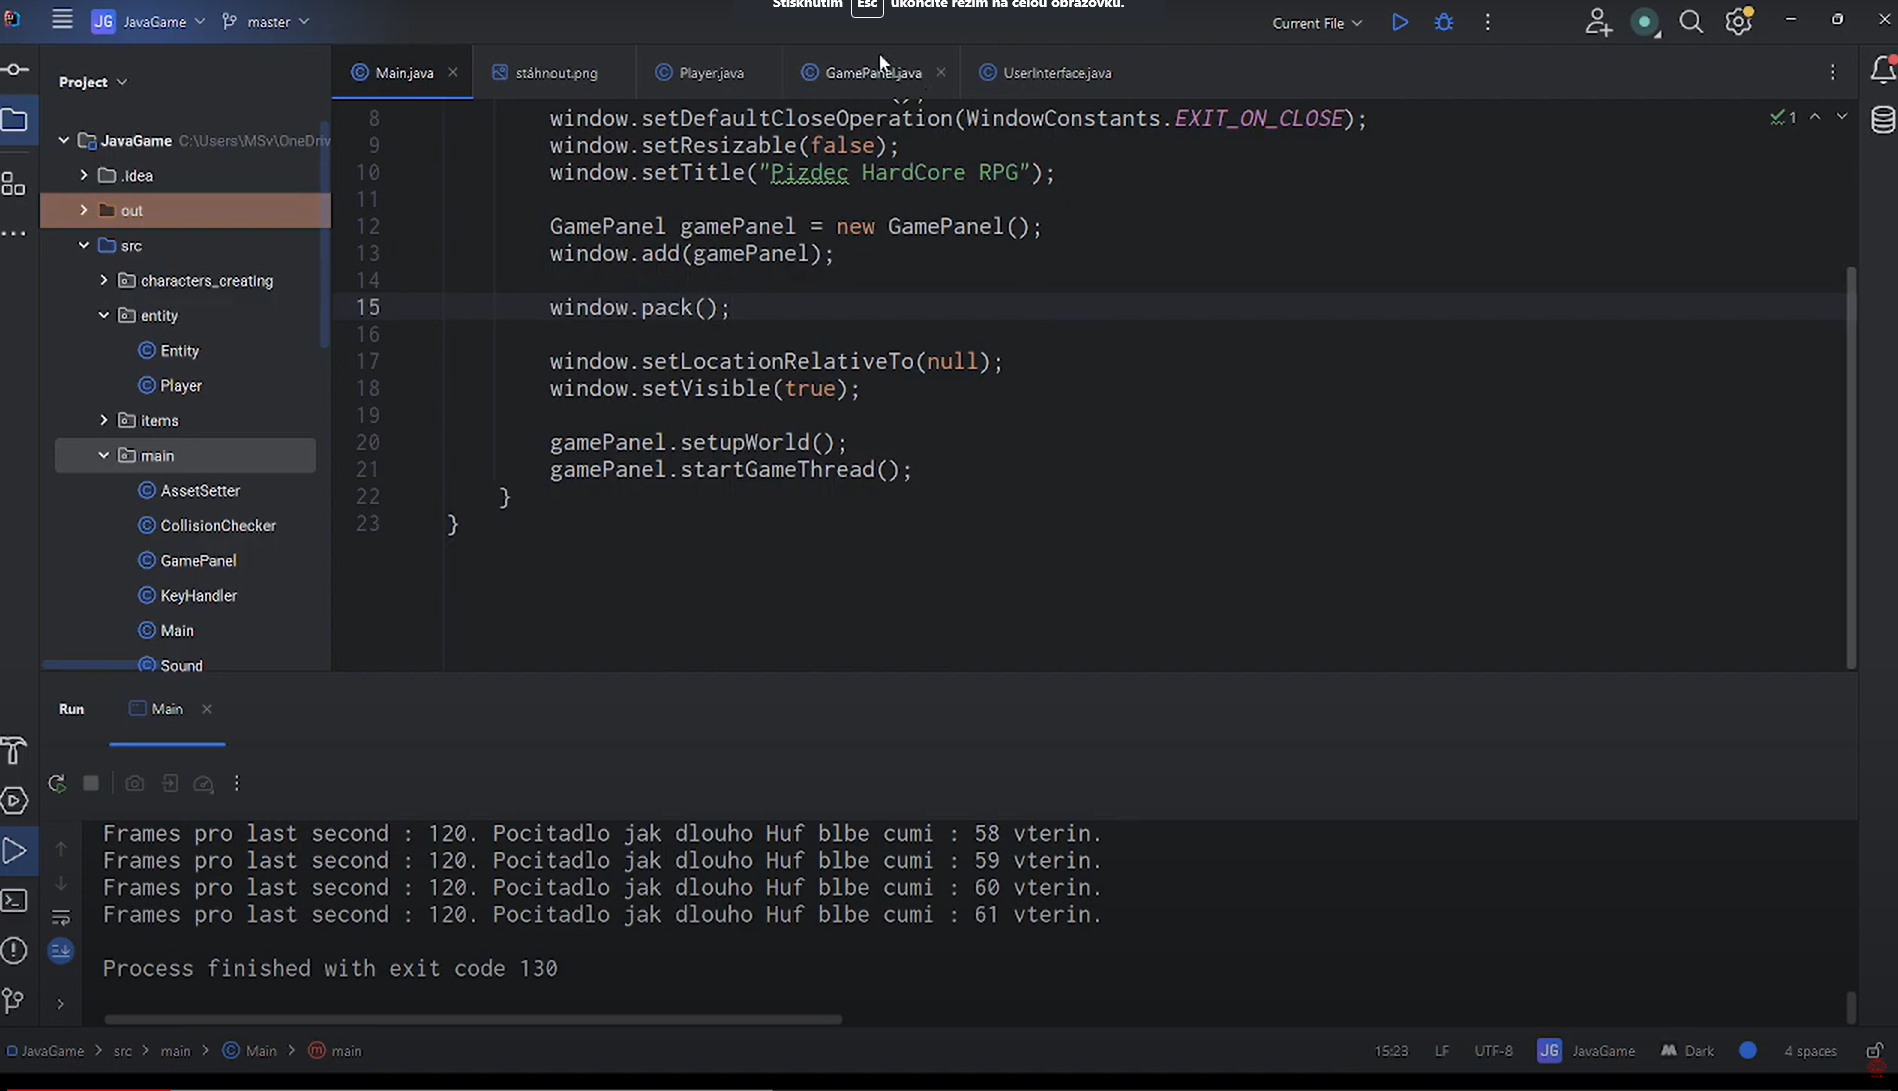 Stisknutím Esc ukončíte režim na celou obrazovku.
JG JavaGame master Current File
Project
Main.java stáhnout.png Player.java GamePanel.java UserInterface.java
JavaGame C:\Users\MSv\OneDriv
.Idea
out
src
characters_creating
entity
Entity
Player
items
main
AssetSetter
CollisionChecker
GamePanel
KeyHandler
Main
Sound
8 window.setDefaultCloseOperation(WindowConstants.EXIT_ON_CLOSE);
9 window.setResizable(false);
10 window.setTitle("Pizdec HardCore RPG");
11
12 GamePanel gamePanel = new GamePanel();
13 window.add(gamePanel);
14
15 window.pack();
16
17 window.setLocationRelativeTo(null);
18 window.setVisible(true);
19
20 gamePanel.setupWorld();
21 gamePanel.startGameThread();
22 }
23 }
1
Run Main
Frames pro last second : 120. Pocitadlo jak dlouho Huf blbe cumi : 58 vterin.
Frames pro last second : 120. Pocitadlo jak dlouho Huf blbe cumi : 59 vterin.
Frames pro last second : 120. Pocitadlo jak dlouho Huf blbe cumi : 60 vterin.
Frames pro last second : 120. Pocitadlo jak dlouho Huf blbe cumi : 61 vterin.
Process finished with exit code 130
JavaGame > src > main > Main > main 15:23 LF UTF-8 JG JavaGame Dark 4 spaces